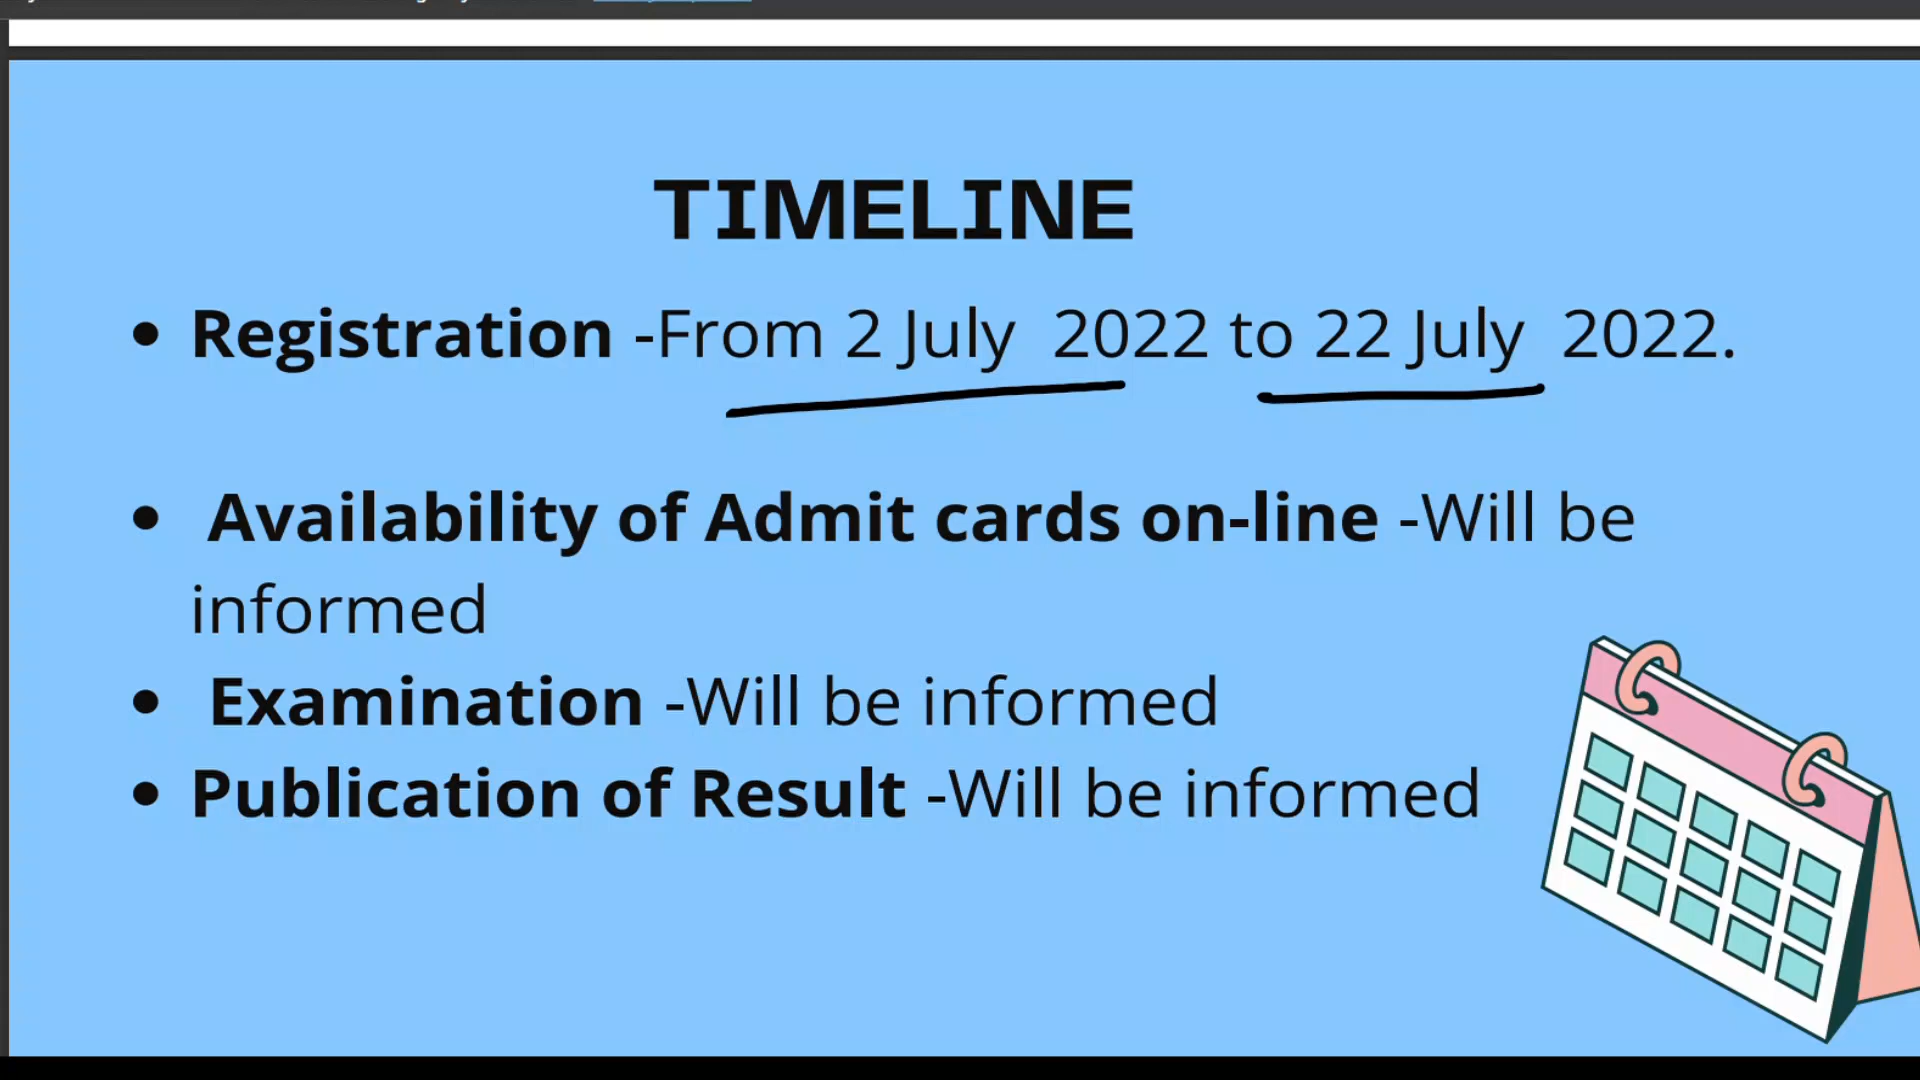 TIMELINE
• Registration -From 2 July 2022 to 22 July 2022.
• Availability of Admit cards on-line -Will be
informed
• Examination -Will be informed
• Publication of Result -Will be informed